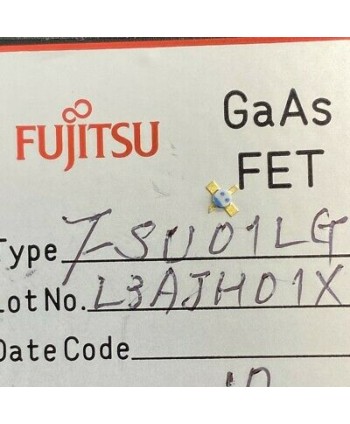 FUJITSU
GaAs
FET
Type FSU01LG
Lot No. L3AJH01X
Date Code